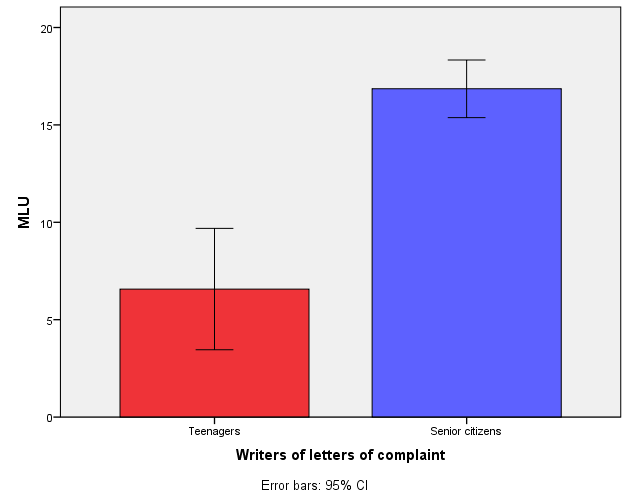 MLU
20
15
10
5
0
Teenagers
Senior citizens
Writers of letters of complaint
Error bars: 95% CI